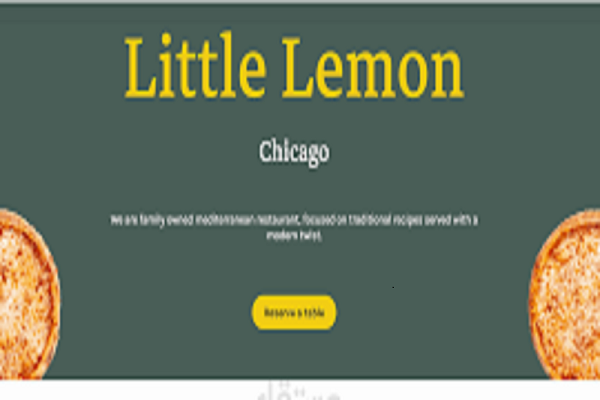 Little Lemon
Chicago
We are family owned mediterranean restaurant, focused on traditional recipes served with a
modern twist.
Reserve a table